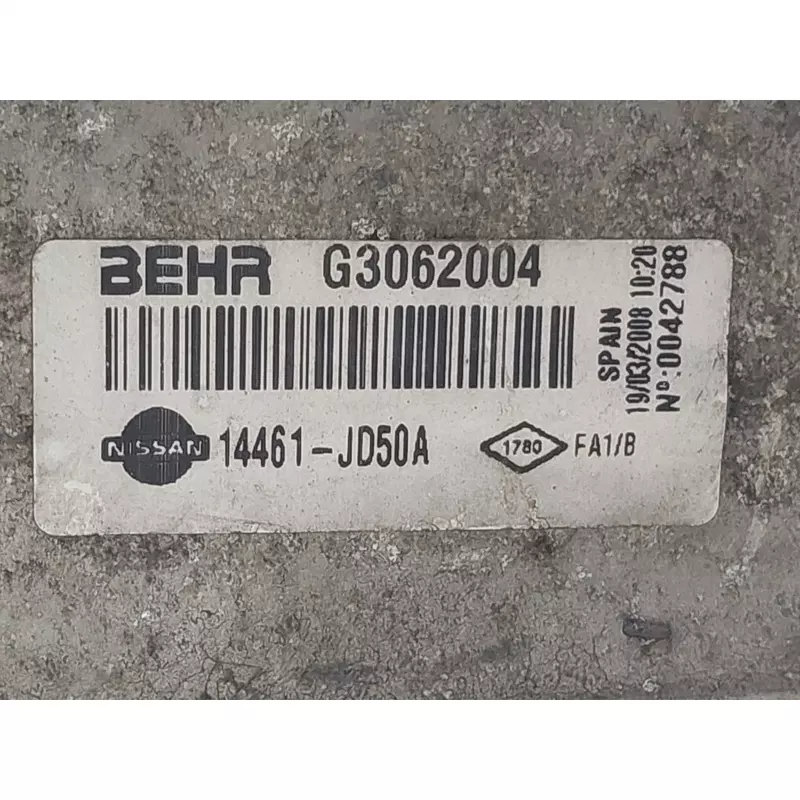 BEHR G3062004
NISSAN 14461-JD50A 1780 FA1/B
SPAIN
19/03/2008 10:20
Nº:0042788